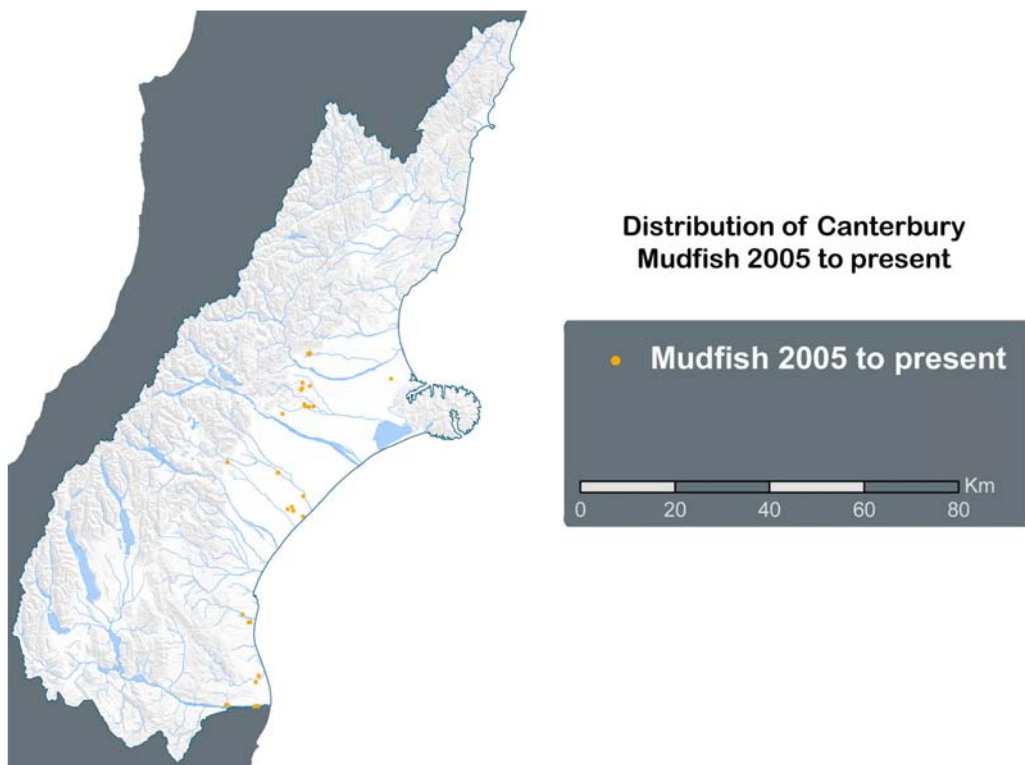 Distribution of Canterbury
Mudfish 2005 to present
Mudfish 2005 to present
Km
0 20 40 60 80